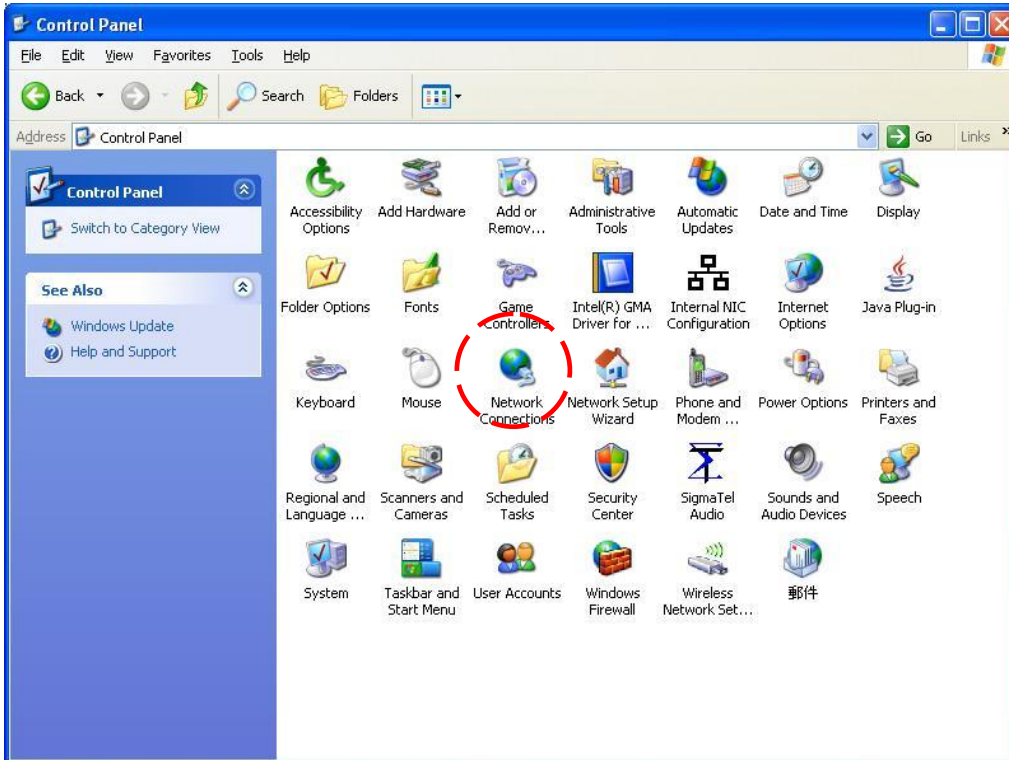 Control Panel
File Edit View Favorites Tools Help
Back Search Folders
Address Control Panel Go Links »
Control Panel
Switch to Category View
See Also
Windows Update
Help and Support
Accessibility Options
Add Hardware
Add or Remov...
Administrative Tools
Automatic Updates
Date and Time
Display
Folder Options
Fonts
Game Controllers
Intel(R) GMA Driver for ...
Internal NIC Configuration
Internet Options
Java Plug-in
Keyboard
Mouse
Network Connections
Network Setup Wizard
Phone and Modem ...
Power Options
Printers and Faxes
Regional and Language ...
Scanners and Cameras
Scheduled Tasks
Security Center
SigmaTel Audio
Sounds and Audio Devices
Speech
System
Taskbar and Start Menu
User Accounts
Windows Firewall
Wireless Network Set...
郵件